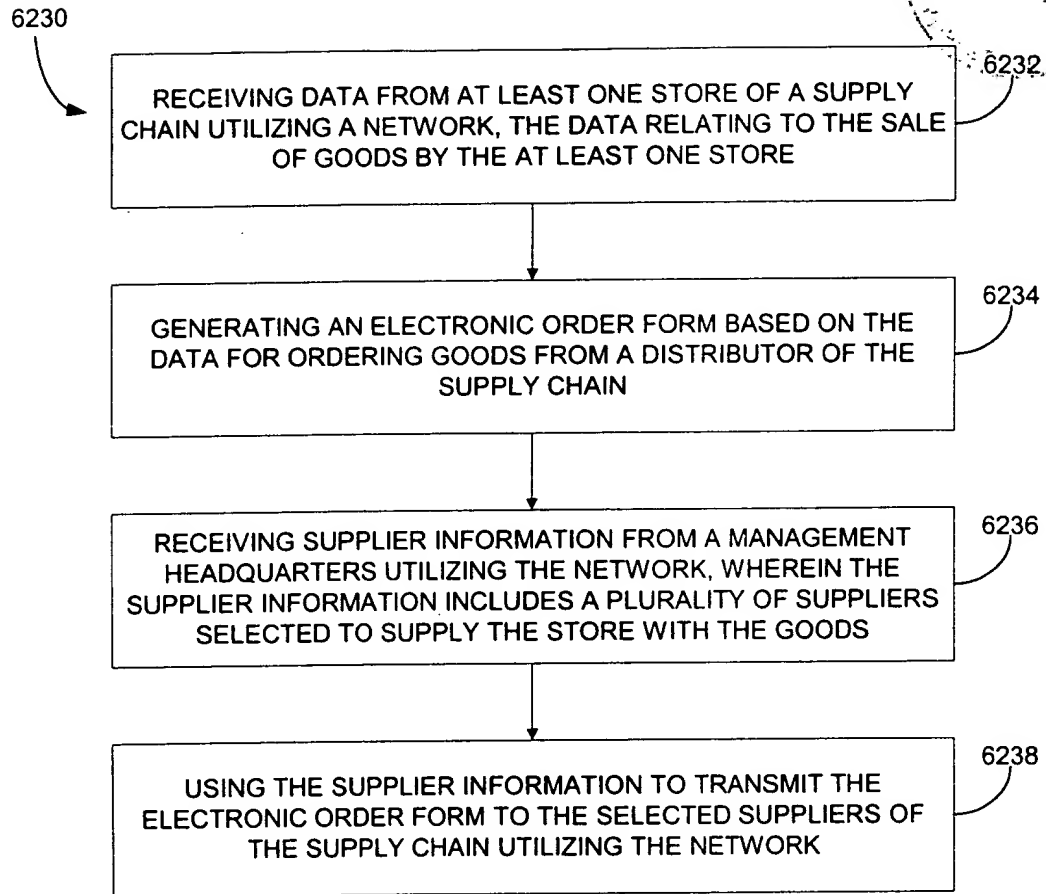 6230
6232
RECEIVING DATA FROM AT LEAST ONE STORE OF A SUPPLY
CHAIN UTILIZING A NETWORK, THE DATA RELATING TO THE SALE
OF GOODS BY THE AT LEAST ONE STORE
6234
GENERATING AN ELECTRONIC ORDER FORM BASED ON THE
DATA FOR ORDERING GOODS FROM A DISTRIBUTOR OF THE
SUPPLY CHAIN
6236
RECEIVING SUPPLIER INFORMATION FROM A MANAGEMENT
HEADQUARTERS UTILIZING THE NETWORK, WHEREIN THE
SUPPLIER INFORMATION INCLUDES A PLURALITY OF SUPPLIERS
SELECTED TO SUPPLY THE STORE WITH THE GOODS
6238
USING THE SUPPLIER INFORMATION TO TRANSMIT THE
ELECTRONIC ORDER FORM TO THE SELECTED SUPPLIERS OF
THE SUPPLY CHAIN UTILIZING THE NETWORK